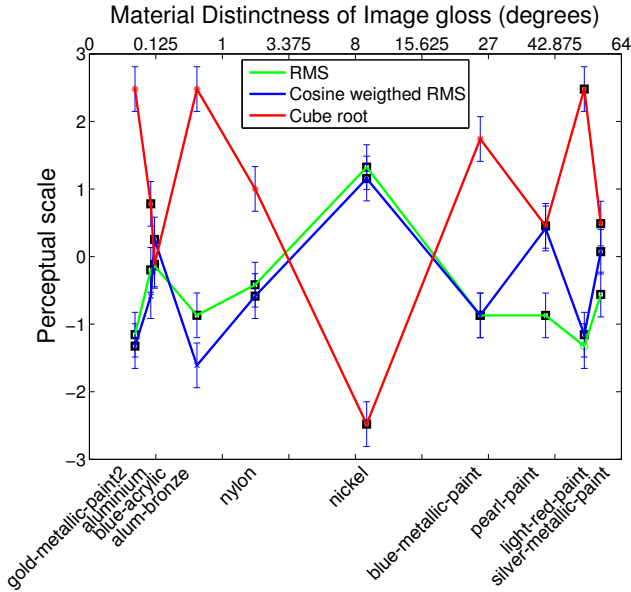 Material Distinctness of Image gloss (degrees)
0 0.125 1 3.375 8 15.625 27 42.875 64
3
2
1
0
−1
−2
−3
Perceptual scale
RMS
Cosine weigthed RMS
Cube root
gold-metallic-paint2
aluminium
blue-acrylic
alum-bronze
nylon
nickel
blue-metallic-paint
pearl-paint
light-red-paint
silver-metallic-paint